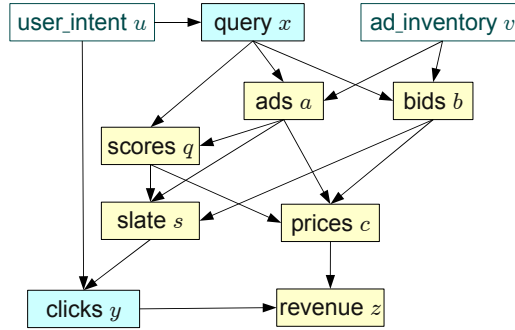 user_intent u
query x
ad_inventory v
ads a
bids b
scores q
slate s
prices c
clicks y
revenue z